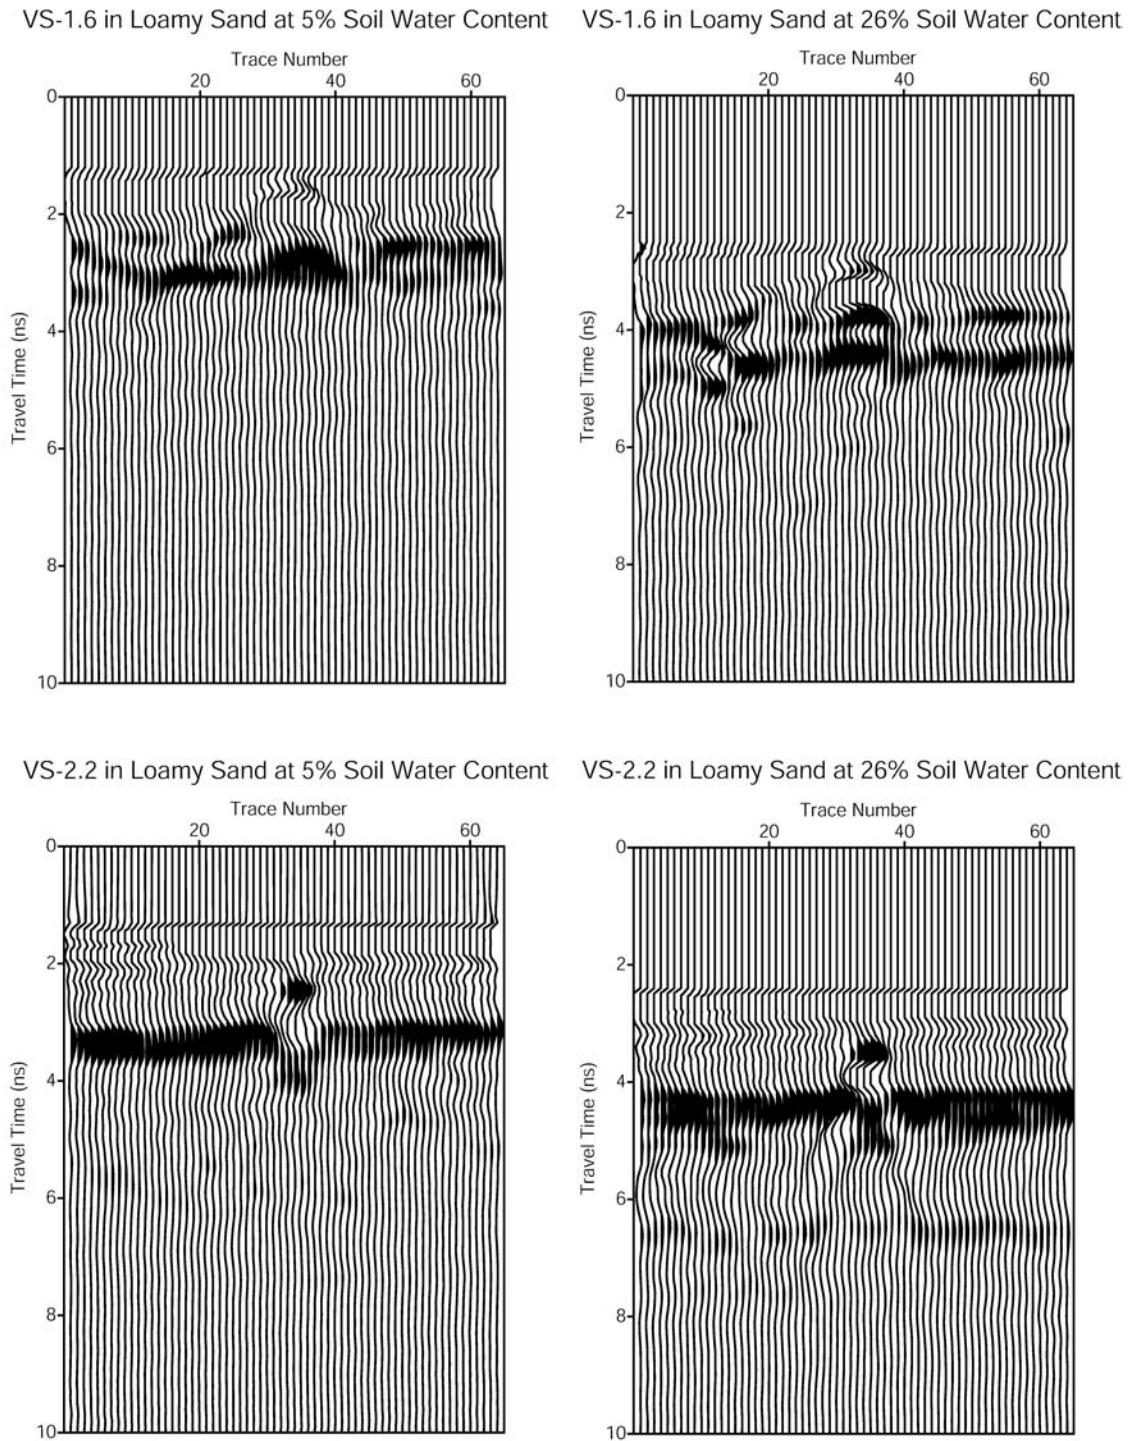 VS-1.6 in Loamy Sand at 5% Soil Water Content
Trace Number
20 40 60
0
2
4
6
8
10
Travel Time (ns)
VS-1.6 in Loamy Sand at 26% Soil Water Content
Trace Number
20 40 60
0
2
4
6
8
10
Travel Time (ns)
VS-2.2 in Loamy Sand at 5% Soil Water Content
Trace Number
20 40 60
0
2
4
6
8
10
Travel Time (ns)
VS-2.2 in Loamy Sand at 26% Soil Water Content
Trace Number
20 40 60
0
2
4
6
8
10
Travel Time (ns)